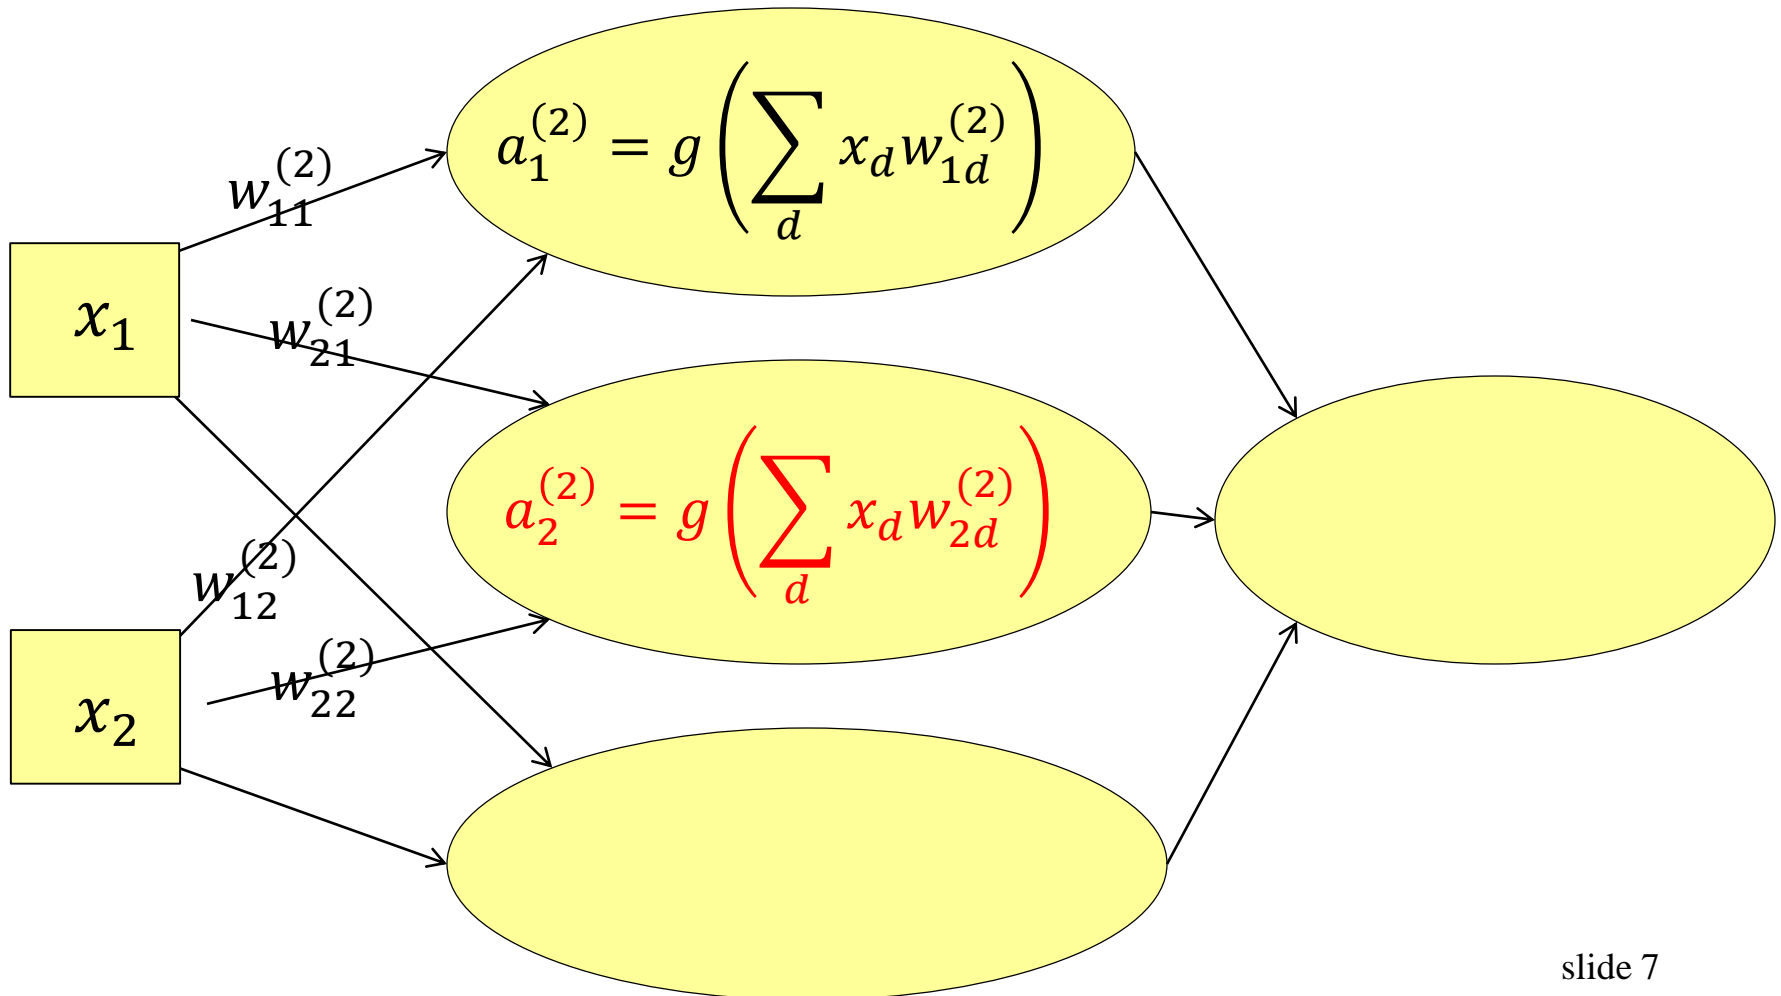 a_1^{(2)} = g\left(\sum_d x_d w_{1d}^{(2)}\right)
w_{11}^{(2)}
x_1
w_{21}^{(2)}
a_2^{(2)} = g\left(\sum_d x_d w_{2d}^{(2)}\right)
w_{12}^{(2)}
w_{22}^{(2)}
x_2
slide 7